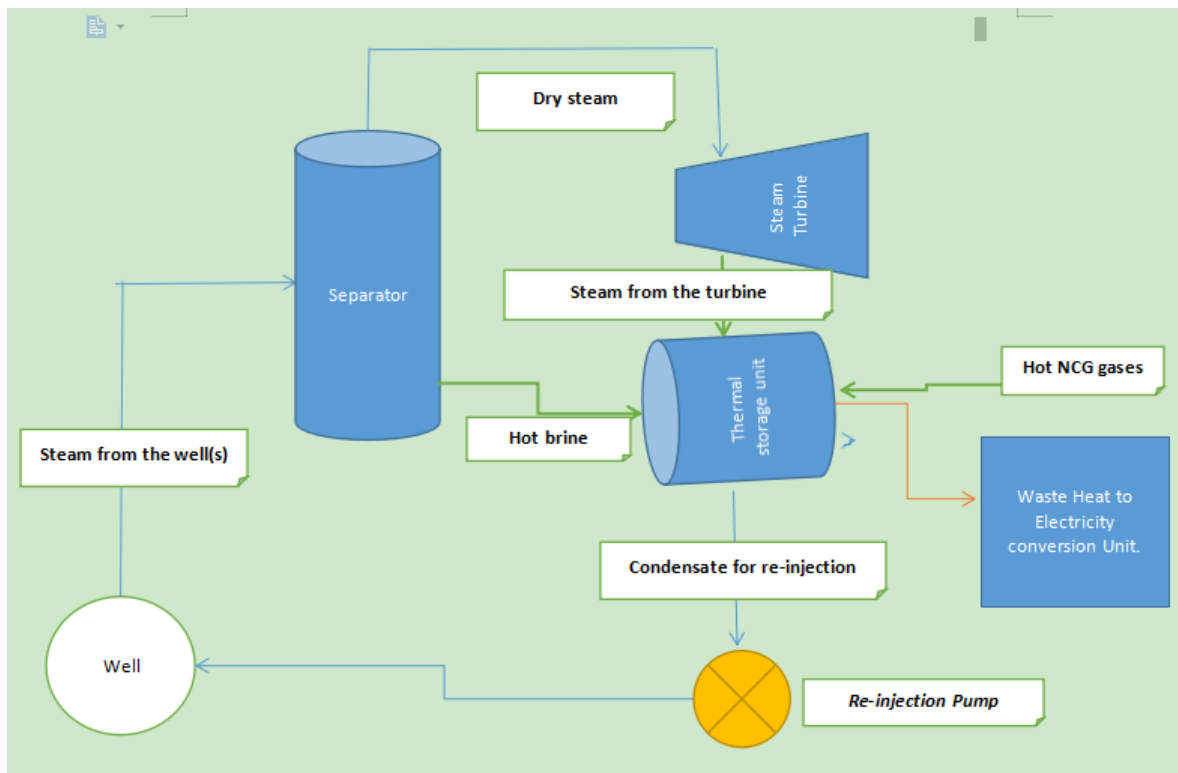 Dry steam
Steam
Turbine
Steam from the turbine
Separator
Thermal
storage unit
Hot NCG gases
Hot brine
Steam from the well(s)
Waste Heat to
Electricity
conversion Unit.
Condensate for re-injection
Well
Re-injection Pump